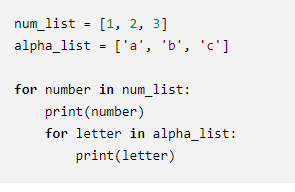 num_list = [1, 2, 3]
alpha_list = ['a', 'b', 'c']

for number in num_list:
    print(number)
    for letter in alpha_list:
        print(letter)